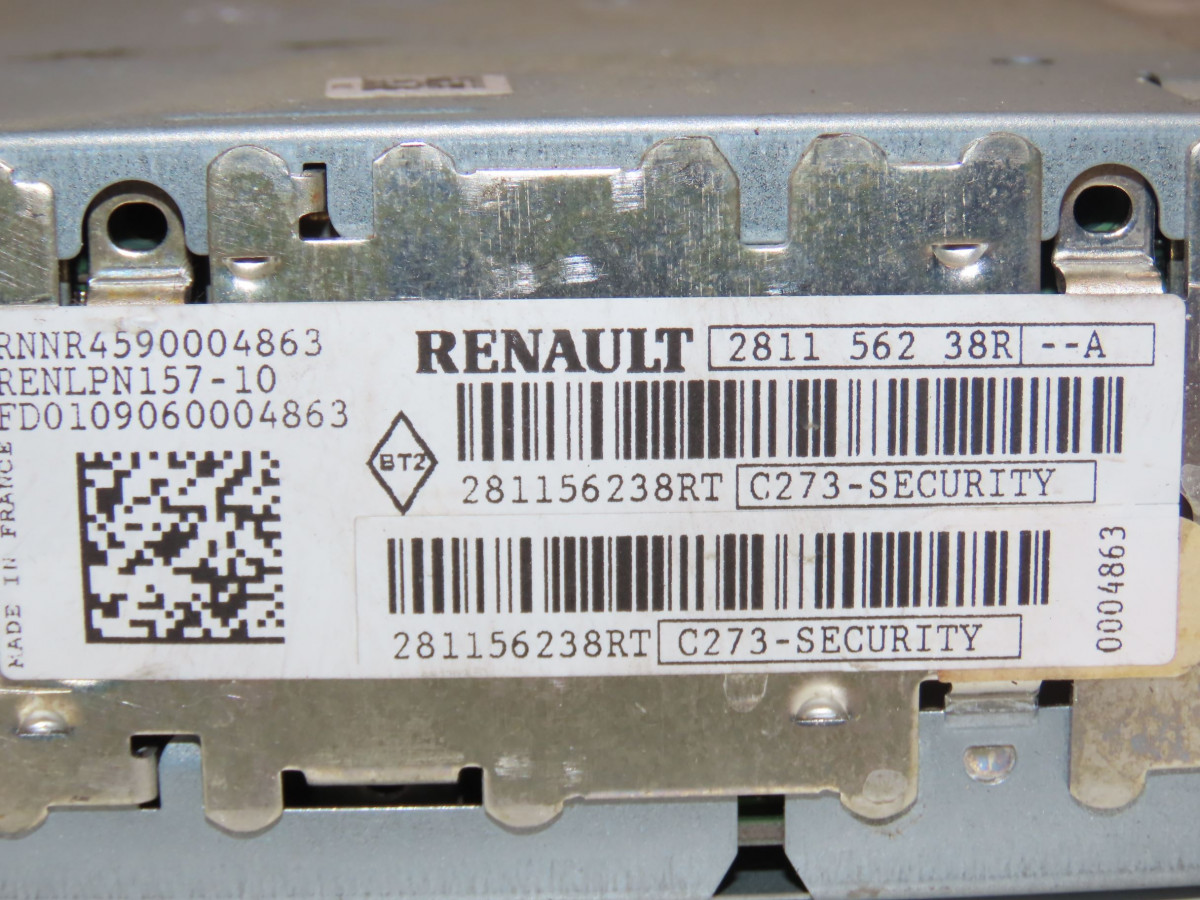 RNNR4590004863
RENLPN157-10
FD0109060004863
MADE IN FRANCE
RENAULT 2811 562 38R --A
BT2
281156238RT C273-SECURITY
281156238RT C273-SECURITY
0004863